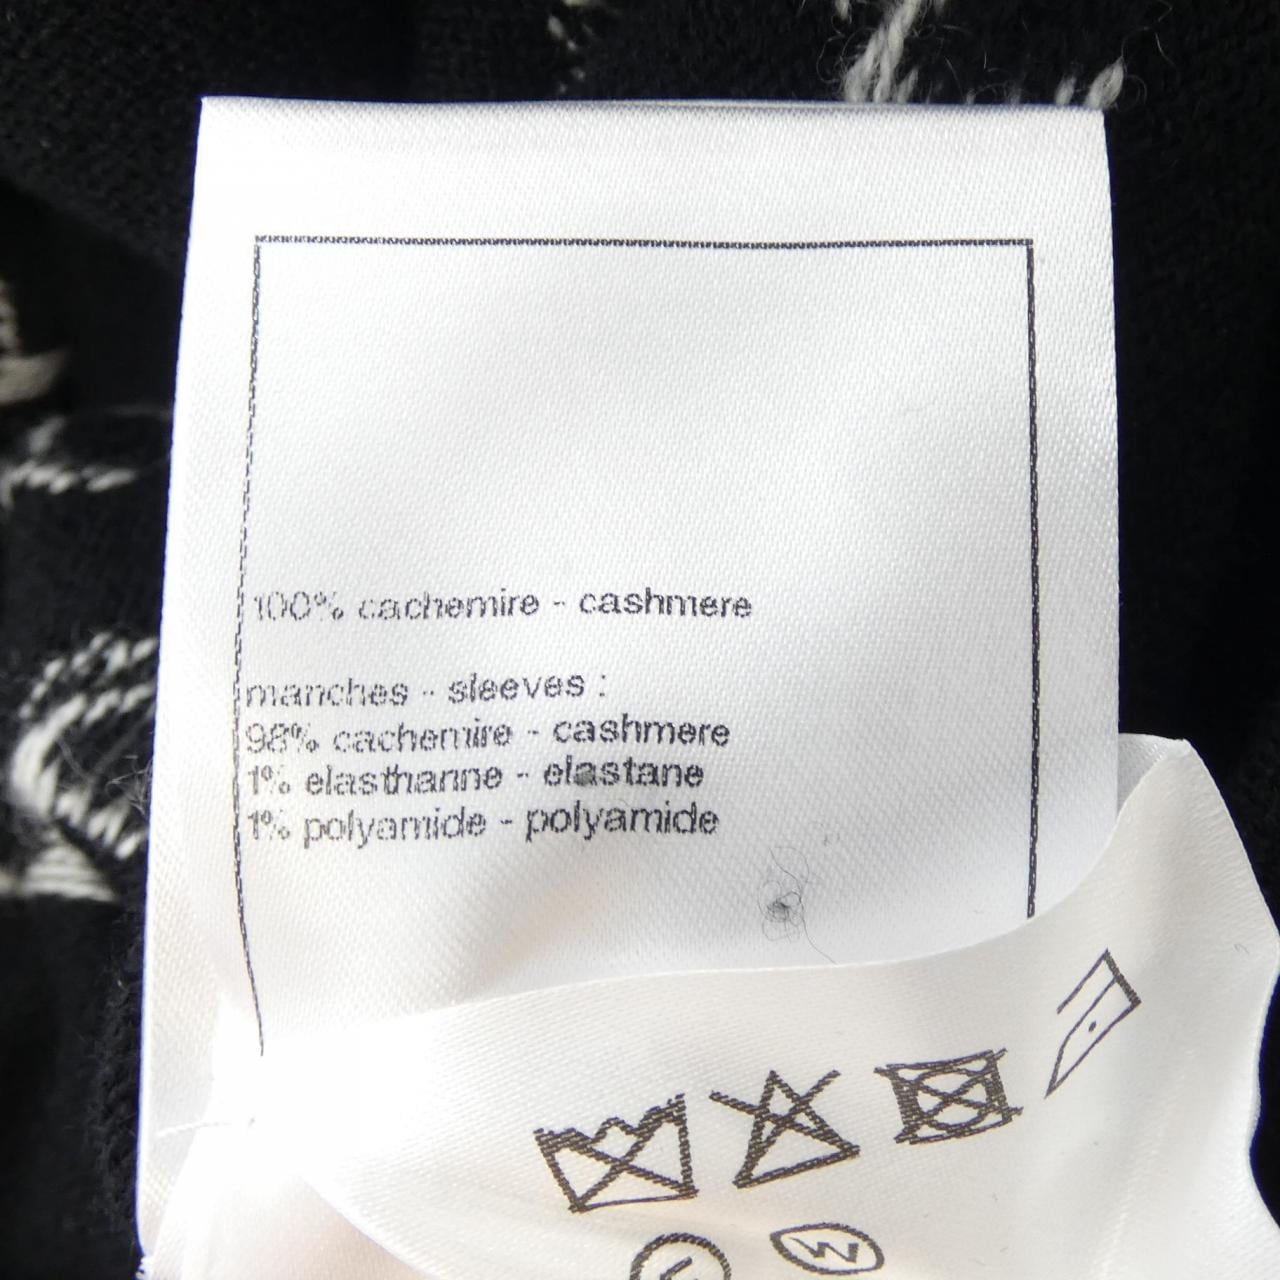 100% cachemire - cashmere
manches - sleeves :
98% cachemire - cashmere
1% elasthanne - elastane
1% polyamide - polyamide
W